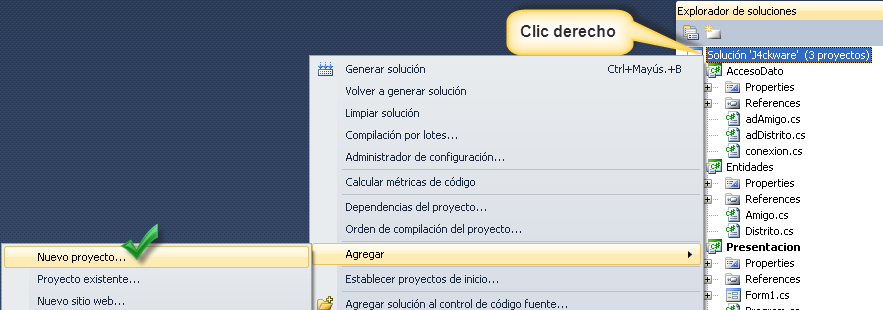 Explorador de soluciones
Clic derecho
Solución 'J4ckware' (3 proyectos)
AccesoDato
Properties
References
adAmigo.cs
adDistrito.cs
conexion.cs
Entidades
Properties
References
Amigo.cs
Distrito.cs
Presentacion
Properties
References
Form1.cs
Generar solución Ctrl+Mayús.+B
Volver a generar solución
Limpiar solución
Compilación por lotes...
Administrador de configuración...
Calcular métricas de código
Dependencias del proyecto...
Orden de compilación del proyecto...
Agregar
Establecer proyectos de inicio...
Agregar solución al control de código fuente...
Nuevo proyecto...
Proyecto existente...
Nuevo sitio web...